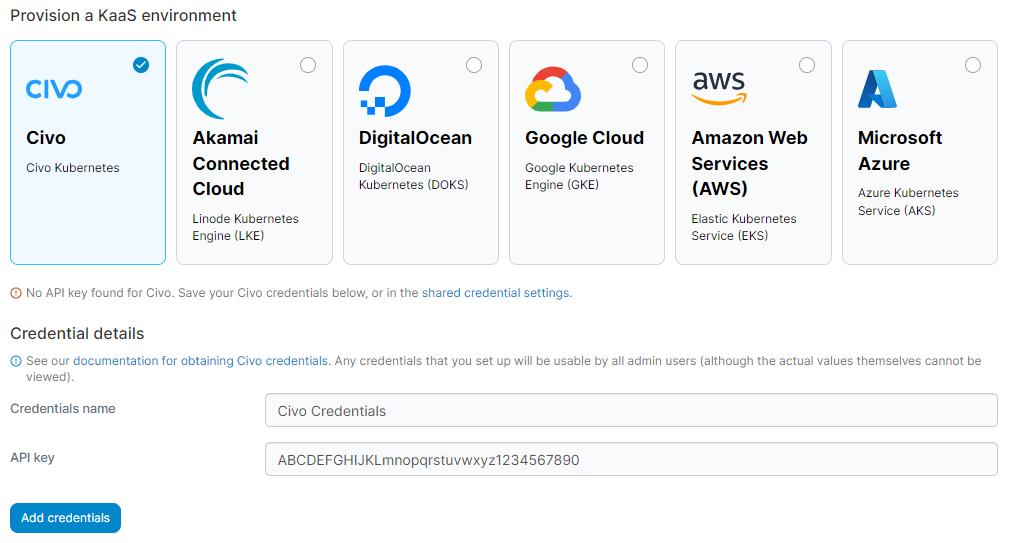 Provision a KaaS environment
CIVO
Civo
Civo Kubernetes
Akamai
Connected
Cloud
Linode Kubernetes
Engine (LKE)
DigitalOcean
DigitalOcean
Kubernetes (DOKS)
Google Cloud
Google Kubernetes
Engine (GKE)
aws
Amazon Web
Services
(AWS)
Elastic Kubernetes
Service (EKS)
Microsoft
Azure
Azure Kubernetes
Service (AKS)
No API key found for Civo. Save your Civo credentials below, or in the shared credential settings.
Credential details
See our documentation for obtaining Civo credentials. Any credentials that you set up will be usable by all admin users (although the actual values themselves cannot be
viewed).
Credentials name
Civo Credentials
API key
ABCDEFGHIJKLmnopqrstuvwxyz1234567890
Add credentials